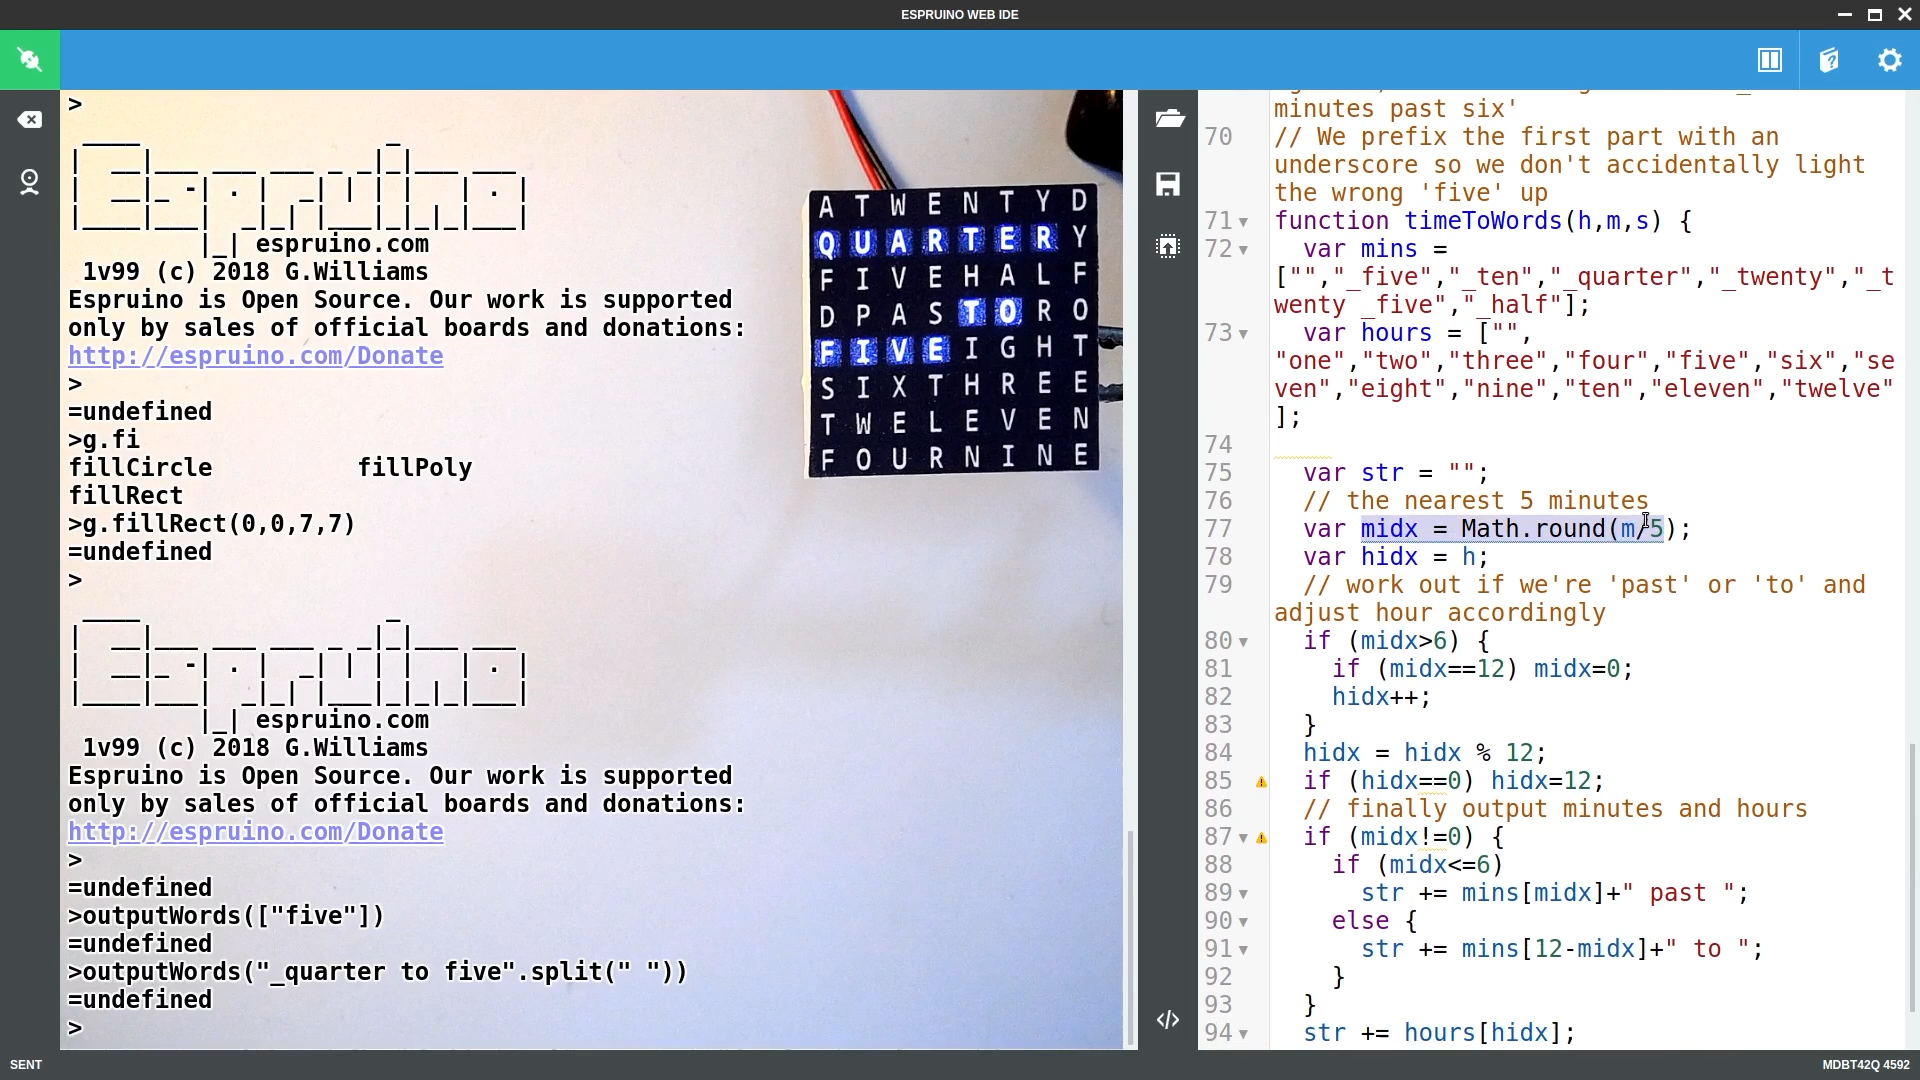 ESPRUINO WEB IDE
>
espruino.com
1v99 (c) 2018 G.Williams
Espruino is Open Source. Our work is supported
only by sales of official boards and donations:
http://espruino.com/Donate
>
=undefined
>g.fi
fillCircle fillPoly
fillRect
>g.fillRect(0,0,7,7)
=undefined
>
espruino.com
1v99 (c) 2018 G.Williams
Espruino is Open Source. Our work is supported
only by sales of official boards and donations:
http://espruino.com/Donate
>
=undefined
>outputWords(["five"])
=undefined
>outputWords("_quarter to five".split(" "))
=undefined
>
A T W E N T Y D
Q U A R T E R Y
F I V E H A L F
D P A S T O R O
F I V E I G H T
S I X T H R E E
T W E L E V E N
F O U R N I N E
minutes past six'
70 // We prefix the first part with an
underscore so we don't accidentally light
the wrong 'five' up
71 function timeToWords(h,m,s) {
72 var mins =
["","_five","_ten","_quarter","_twenty","_t
wenty _five","_half"];
73 var hours = ["",
"one","two","three","four","five","six","se
ven","eight","nine","ten","eleven","twelve"
];
74
75 var str = "";
76 // the nearest 5 minutes
77 var midx = Math.round(m/5);
78 var hidx = h;
79 // work out if we're 'past' or 'to' and
adjust hour accordingly
80 if (midx>6) {
81 if (midx==12) midx=0;
82 hidx++;
83 }
84 hidx = hidx % 12;
85 if (hidx==0) hidx=12;
86 // finally output minutes and hours
87 if (midx!=0) {
88 if (midx<=6)
89 str += mins[midx]+" past ";
90 else {
91 str += mins[12-midx]+" to ";
92 }
93 }
94 str += hours[hidx];
SENT
MDBT42Q 4592